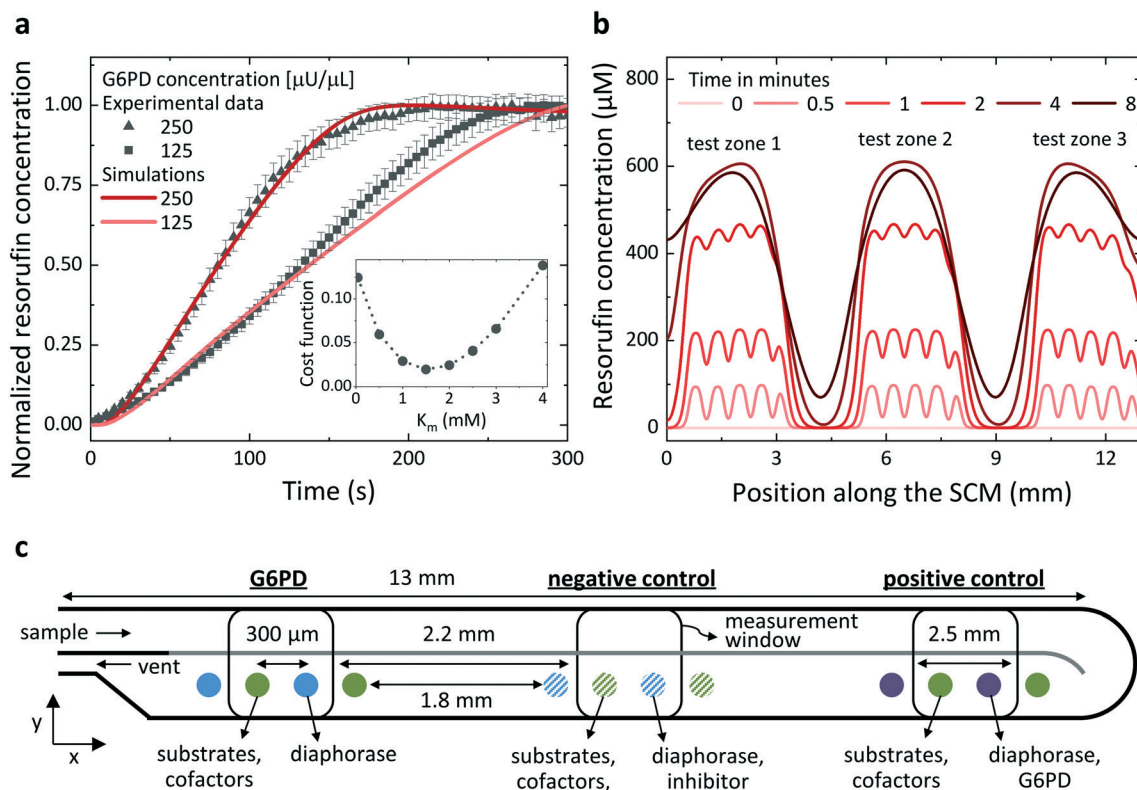 a
G6PD concentration [μU/μL]
Experimental data
250
125
Simulations
250
125
Normalized resorufin concentration
1.00
0.75
0.50
0.25
0.00
0
100
200
300
Time (s)
Cost function
0.10
0.05
0.00
0
1
2
3
4
Km (mM)
b
Time in minutes
0 0.5 1 2 4 8
test zone 1
test zone 2
test zone 3
Resorufin concentration (μM)
800
600
400
200
0
0
3
6
9
12
Position along the SCM (mm)
c
G6PD
13 mm
negative control
positive control
sample
300 μm
2.2 mm
measurement
window
2.5 mm
vent
1.8 mm
y
x
substrates,
cofactors
diaphorase
substrates,
cofactors,
diaphorase,
inhibitor
substrates,
cofactors
diaphorase,
G6PD